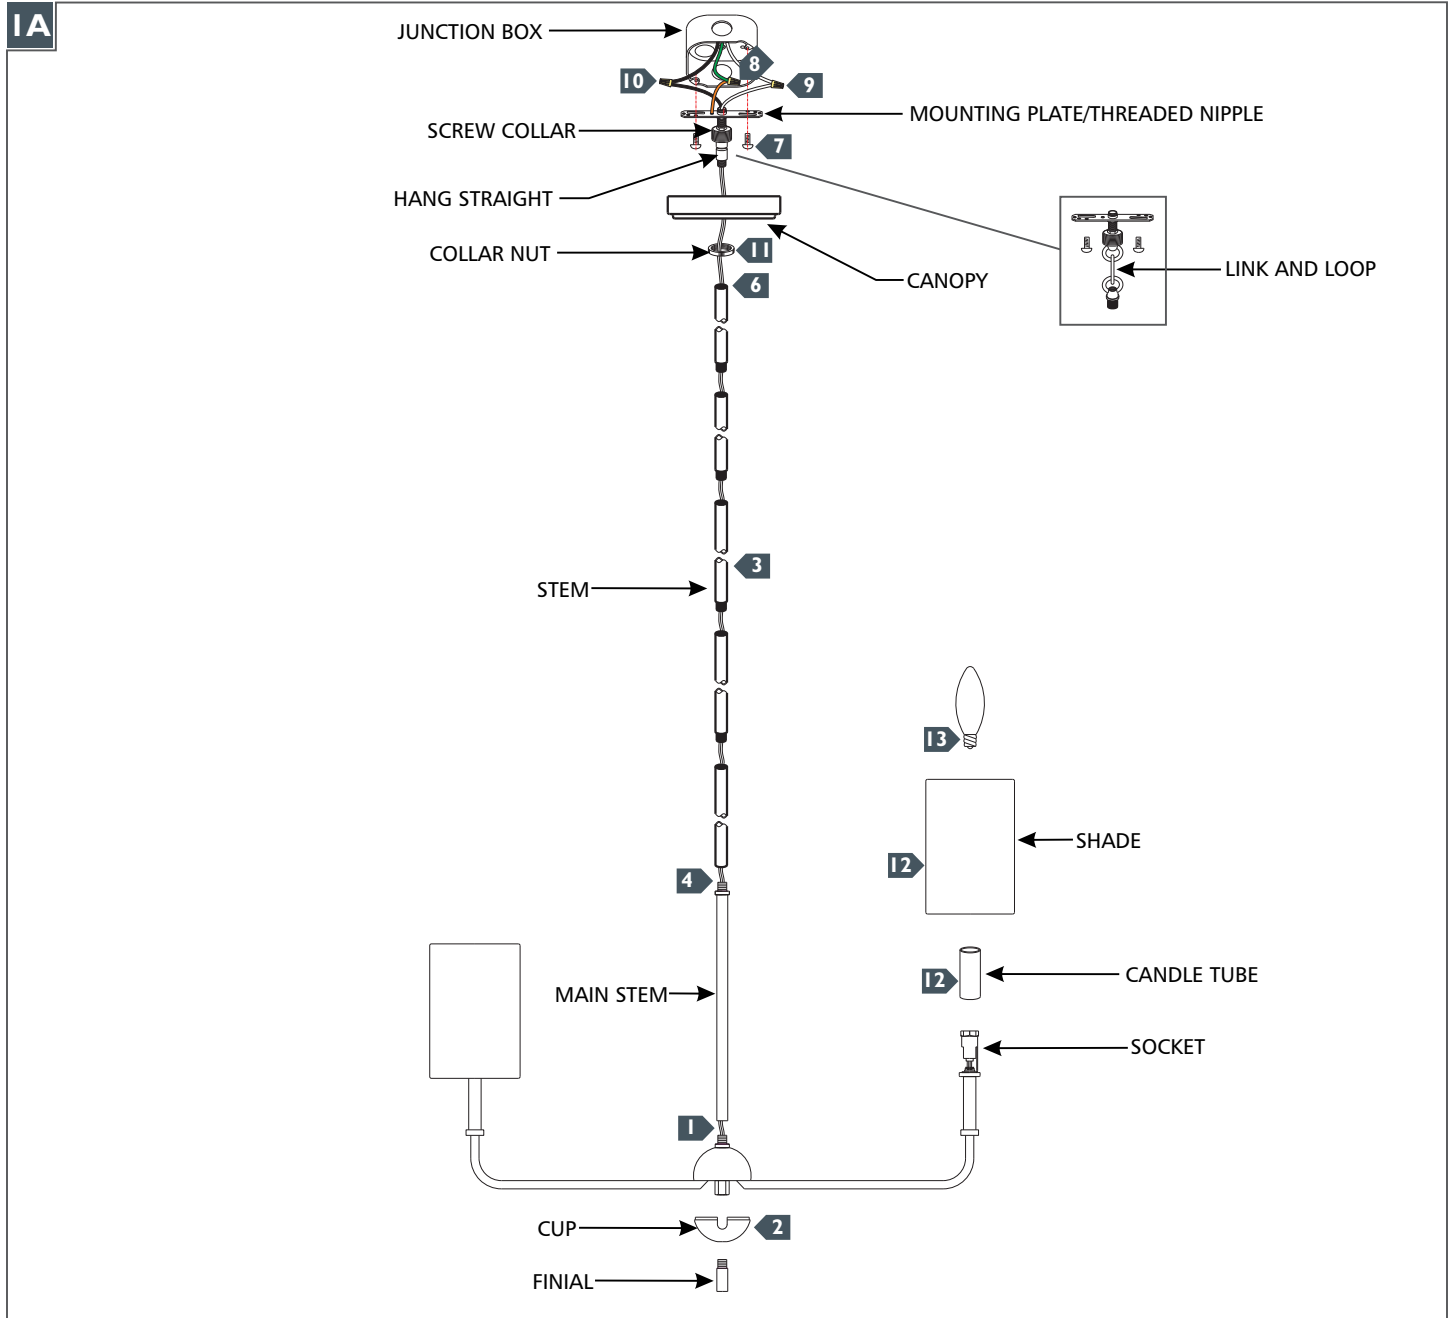 1A
JUNCTION BOX
8
10
9
MOUNTING PLATE/THREADED NIPPLE
SCREW COLLAR
7
HANG STRAIGHT
COLLAR NUT
11
CANOPY
LINK AND LOOP
6
3
STEM
13
SHADE
12
4
CANDLE TUBE
12
MAIN STEM
SOCKET
1
CUP
2
FINIAL